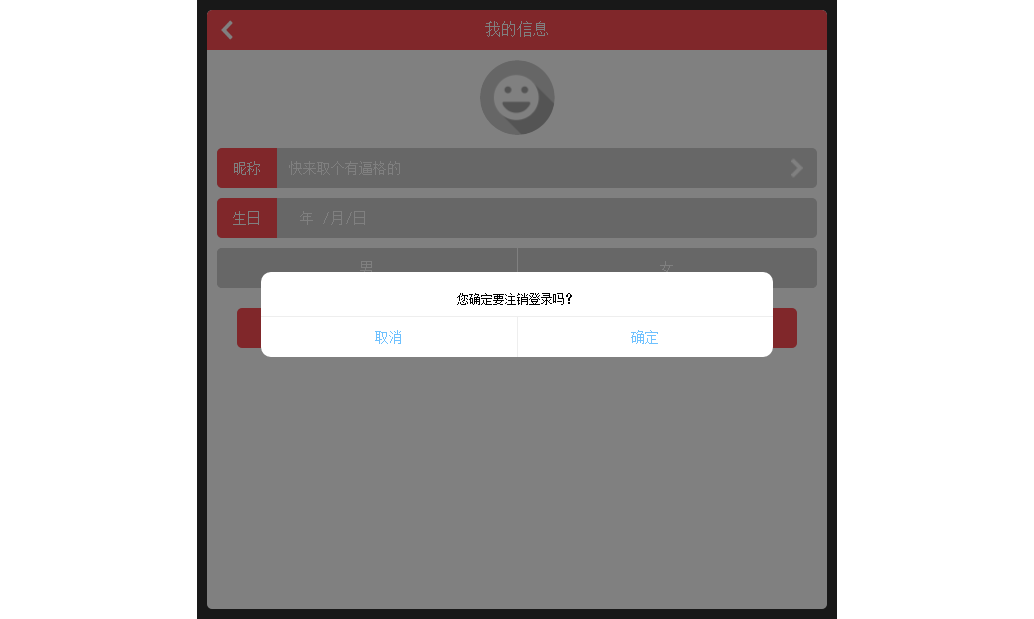 我的信息
昵称 快来取个有逼格的
生日 年 /月/日
男 女
您确定要注销登录吗?
取消 确定